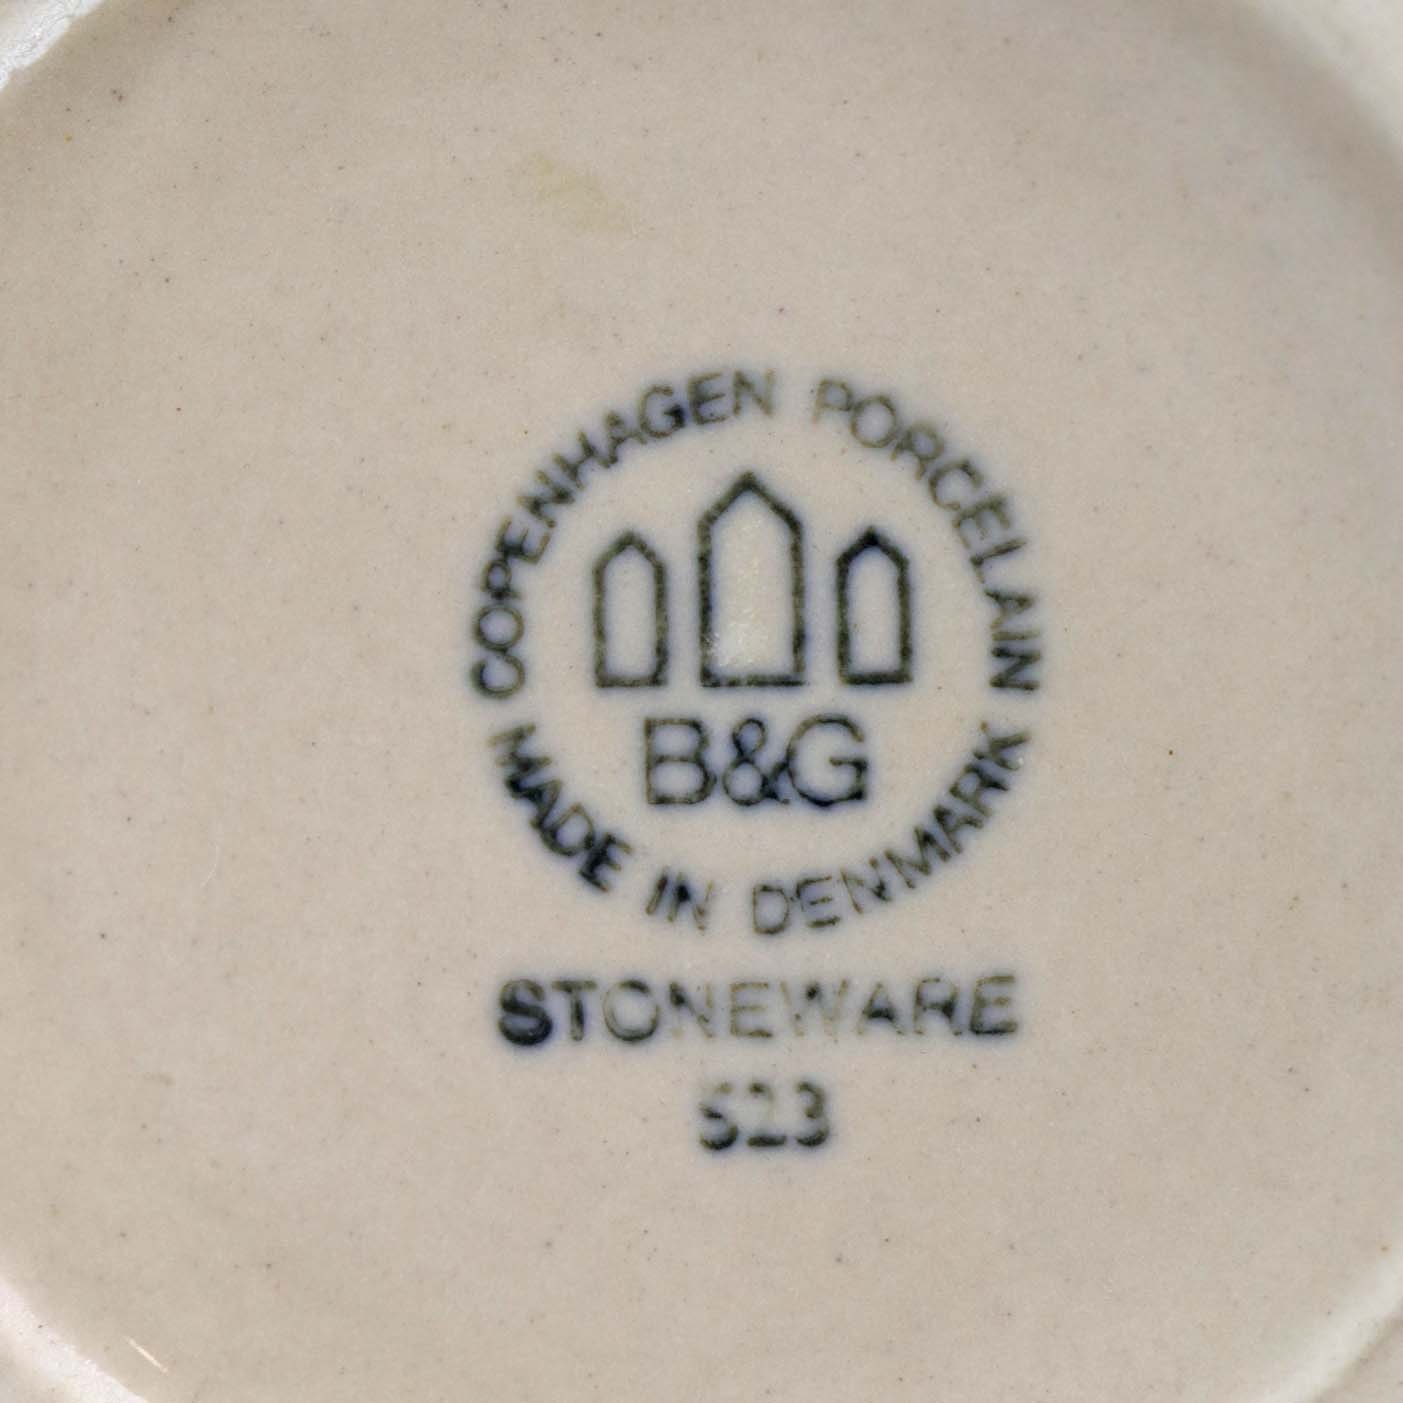 COPENHAGEN PORCELAIN
B&G
MADE IN DENMARK
STONEWARE
523